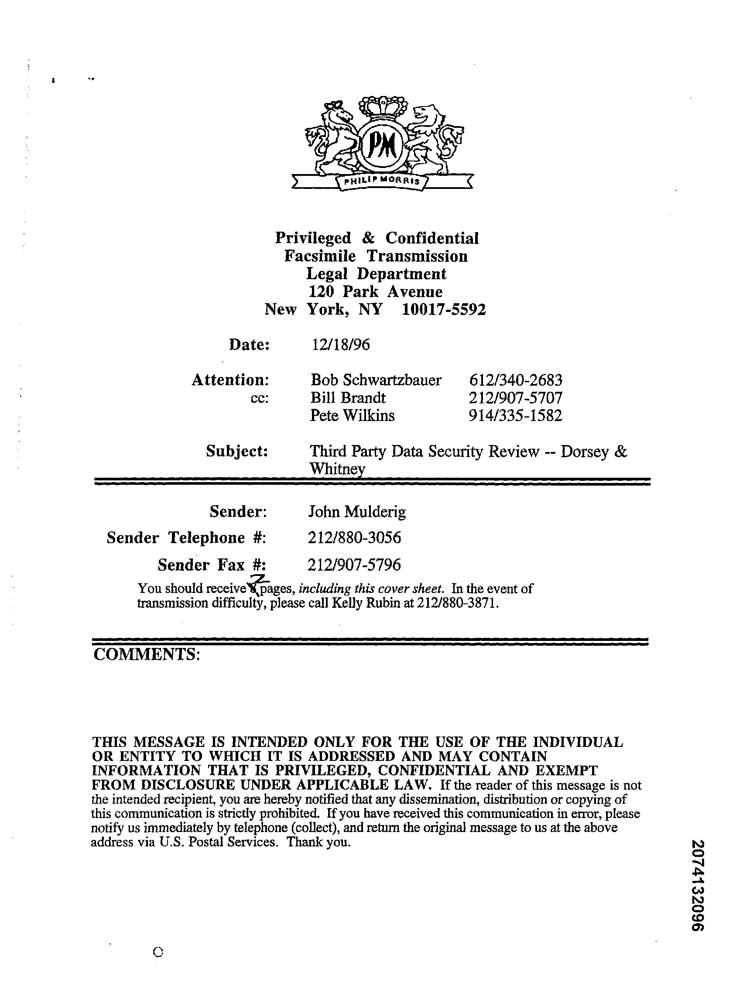 PM
PHILIP MORRIS
Privileged & Confidential
Facsimile Transmission
Legal Department
120 Park Avenue
New York, NY 10017-5592
Date: 12/18/96
Attention: Bob Schwartzbauer 612/340-2683
cc: Bill Brandt 212/907-5707
Pete Wilkins 914/335-1582
Subject: Third Party Data Security Review -- Dorsey &
Whitney
Sender: John Mulderig
Sender Telephone #: 212/880-3056
Sender Fax #: 212/907-5796
You should receive 2 pages, including this cover sheet. In the event of
transmission difficulty, please call Kelly Rubin at 212/880-3871.
COMMENTS:
THIS MESSAGE IS INTENDED ONLY FOR THE USE OF THE INDIVIDUAL
OR ENTITY TO WHICH IT IS ADDRESSED AND MAY CONTAIN
INFORMATION THAT IS PRIVILEGED, CONFIDENTIAL AND EXEMPT
FROM DISCLOSURE UNDER APPLICABLE LAW. If the reader of this message is not
the intended recipient, you are hereby notified that any dissemination, distribution or copying of
this communication is strictly prohibited. If you have received this communication in error, please
notify us immediately by telephone (collect), and return the original message to us at the above
address via U.S. Postal Services. Thank you.
2074132096